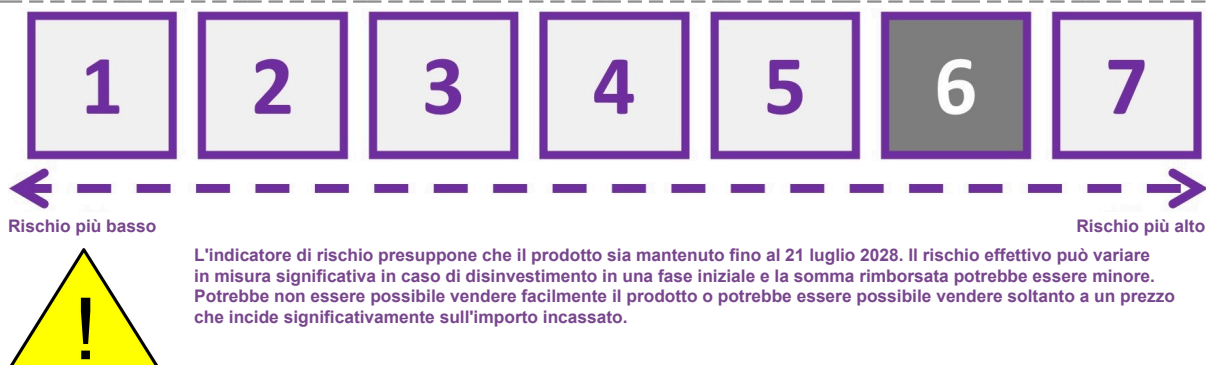 1 2 3 4 5 6 7
Rischio più basso Rischio più alto
L'indicatore di rischio presuppone che il prodotto sia mantenuto fino al 21 luglio 2028. Il rischio effettivo può variare
in misura significativa in caso di disinvestimento in una fase iniziale e la somma rimborsata potrebbe essere minore.
Potrebbe non essere possibile vendere facilmente il prodotto o potrebbe essere possibile vendere soltanto a un prezzo
che incide significativamente sull'importo incassato.
!